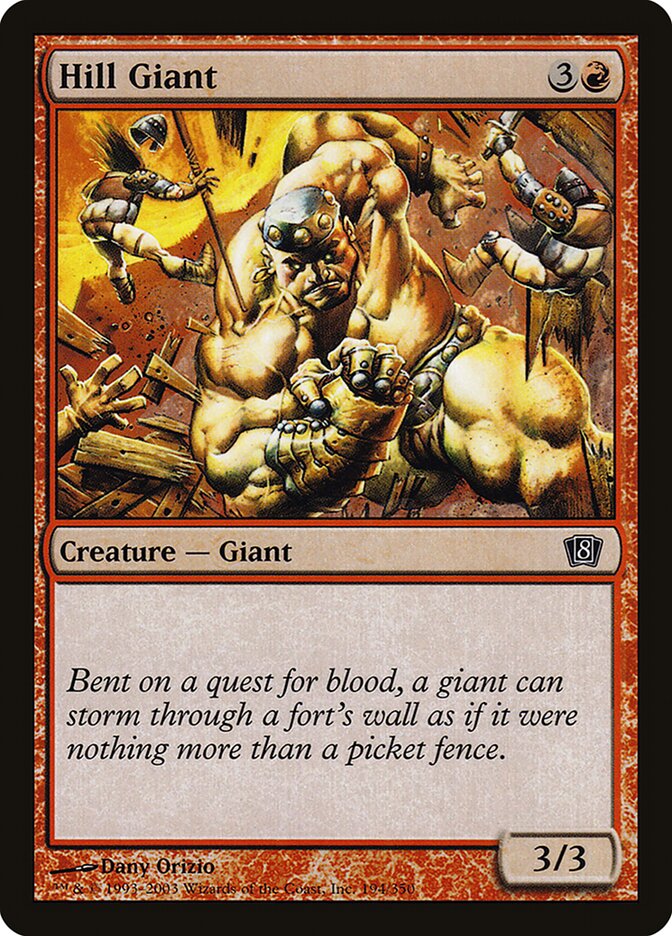 Hill Giant 3
Creature — Giant 8
Bent on a quest for blood, a giant can
storm through a fort's wall as if it were
nothing more than a picket fence.
3/3
Dany Orizio
™ & © 1993-2003 Wizards of the Coast, Inc. 194/350